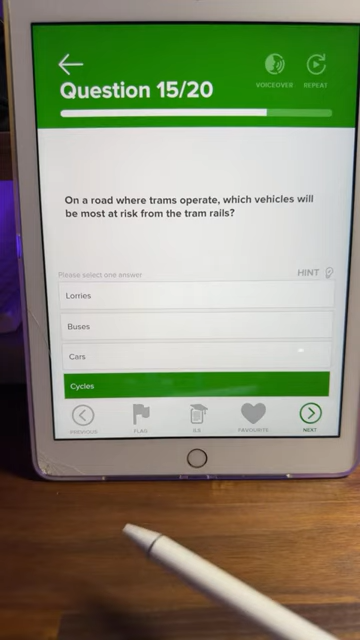 Question 15/20
VOICEOVER
REPEAT
On a road where trams operate, which vehicles will
be most at risk from the tram rails?
Please select one answer
HINT
Lorries
Buses
Cars
Cycles
PREVIOUS
FLAG
FAVOURITE
NEXT